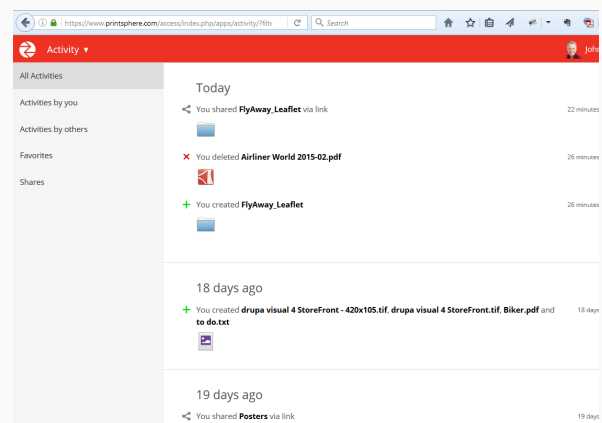 https://www.printsphere.com/access/index.php/apps/activity/?filt
Search
Activity
John
All Activities
Activities by you
Activities by others
Favorites
Shares
Today
You shared FlyAway_Leaflet via link
22 minutes
You deleted Airliner World 2015-02.pdf
26 minutes
You created FlyAway_Leaflet
26 minutes
18 days ago
You created drupa visual 4 StoreFront - 420x105.tif, drupa visual 4 StoreFront.tif, Biker.pdf and
18 days
to do.txt
19 days ago
You shared Posters via link
19 days